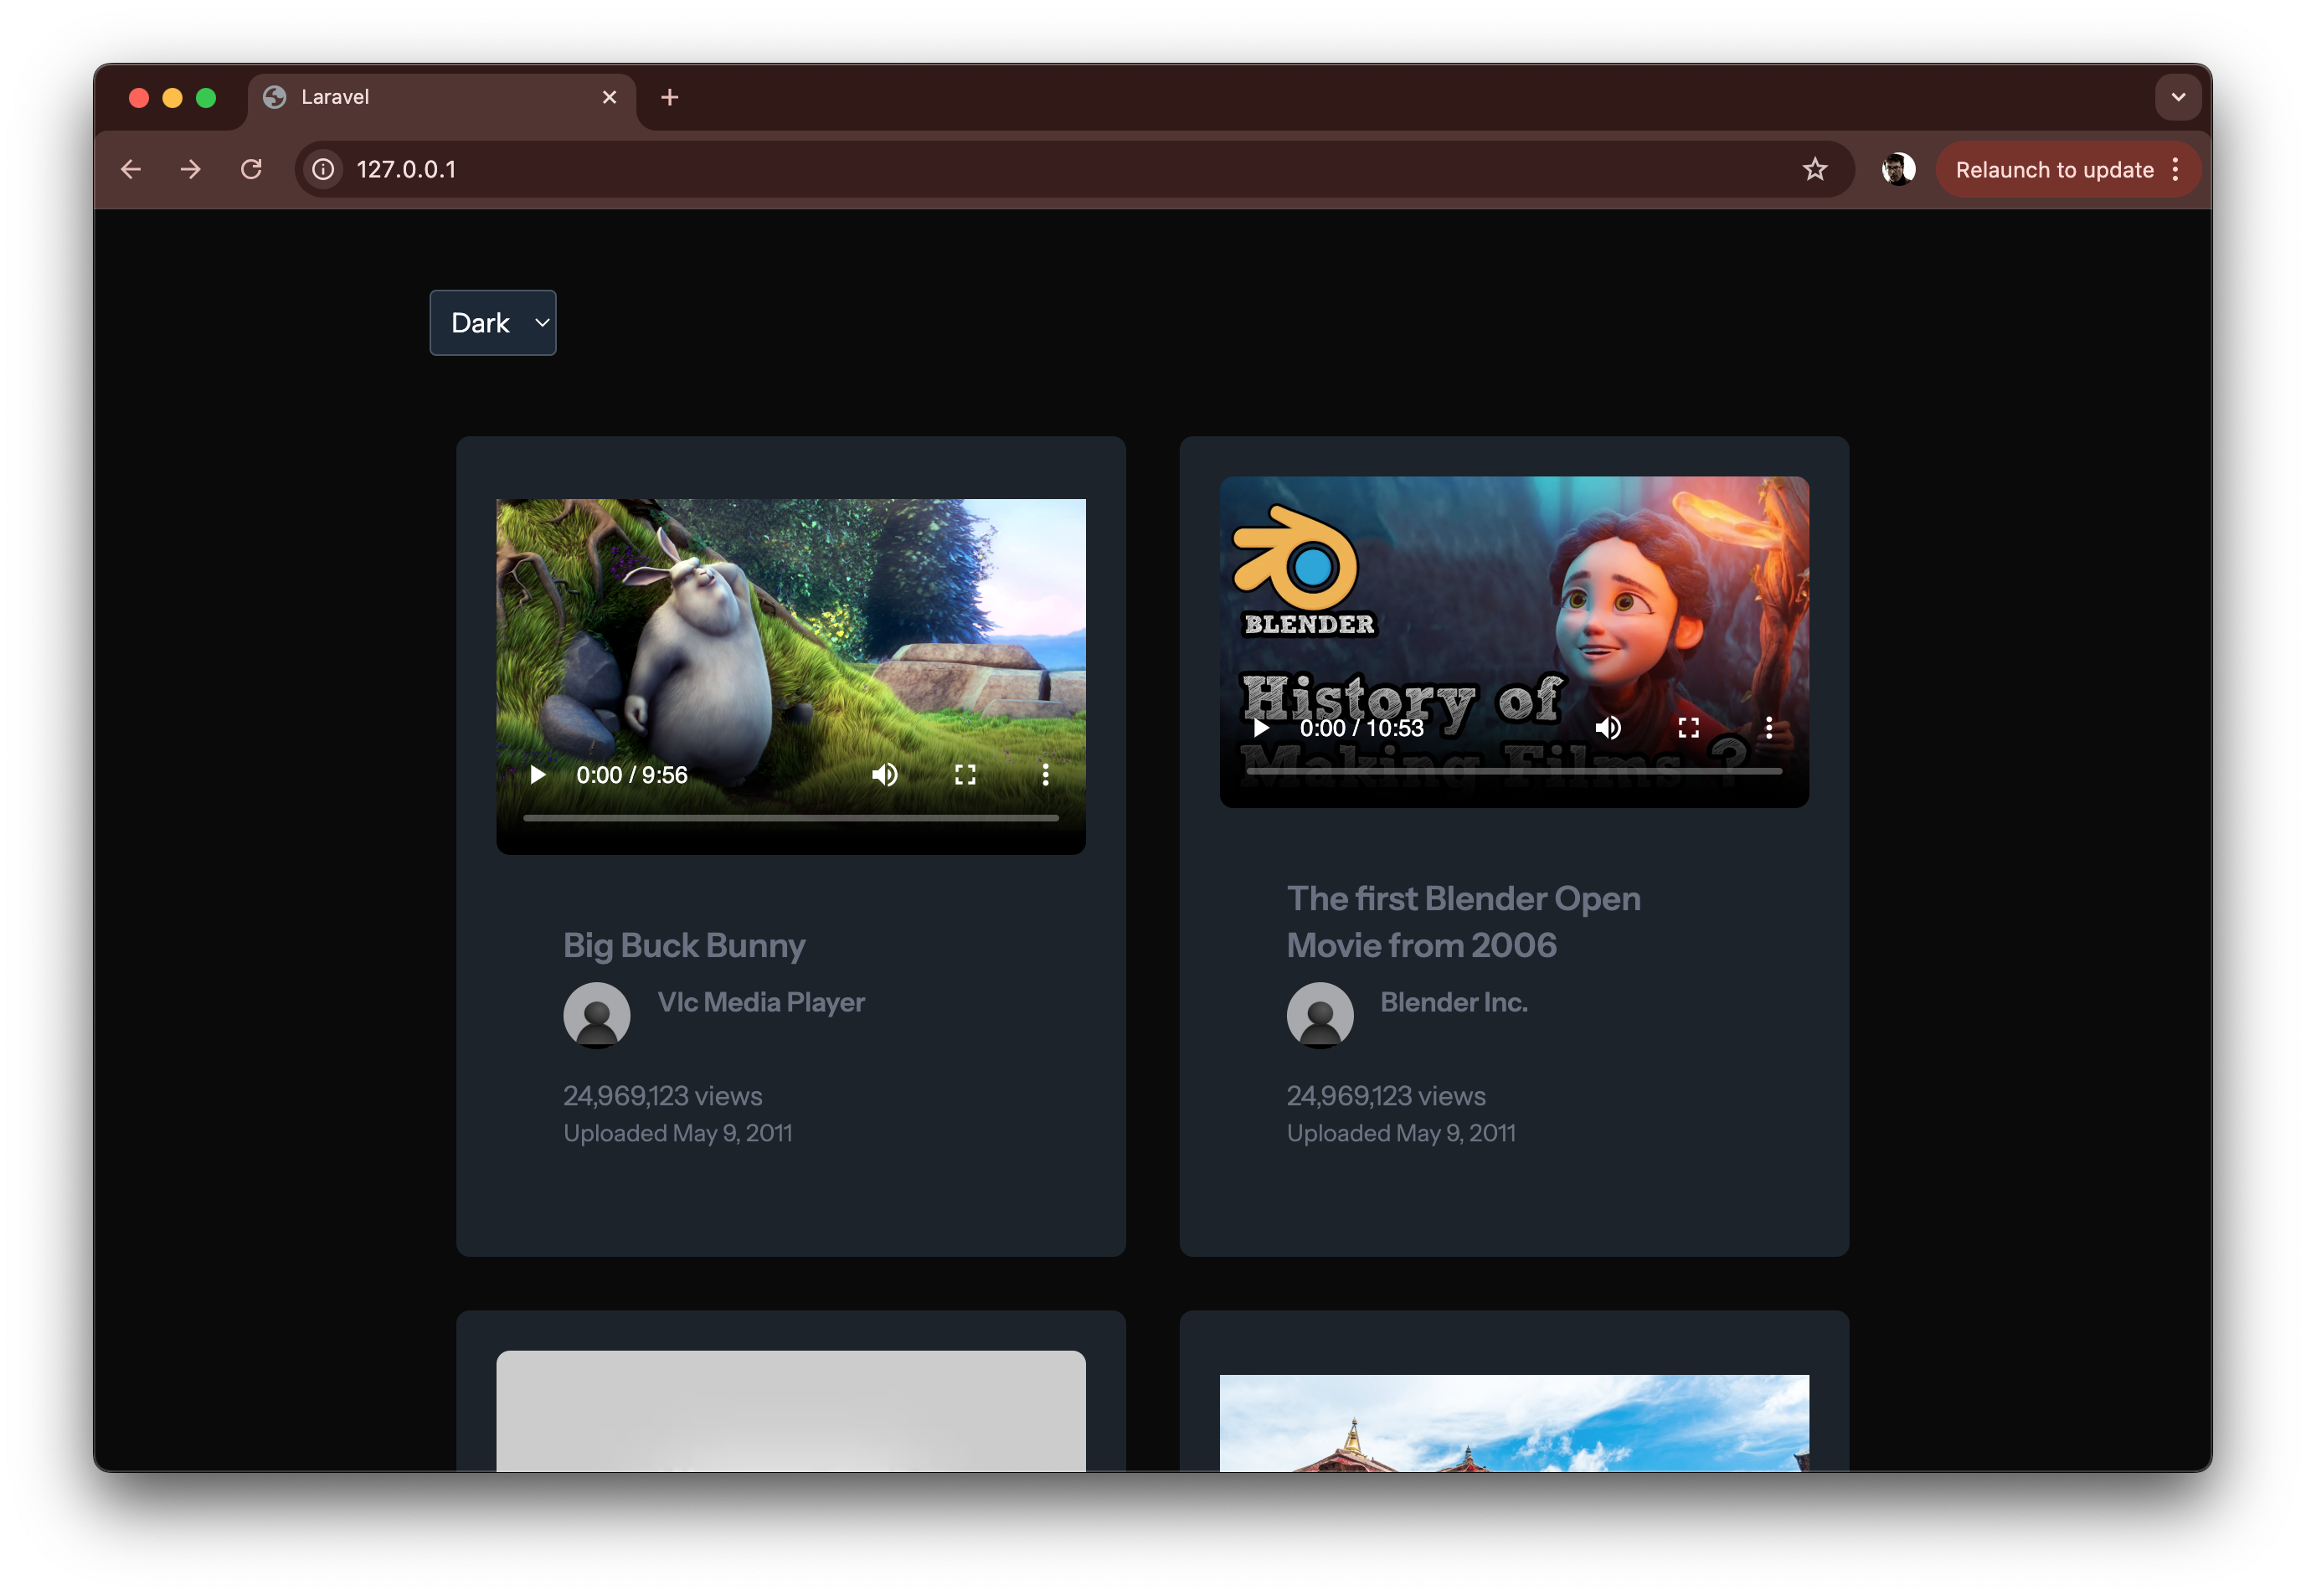 Laravel
127.0.0.1
Relaunch to update
Dark
BLENDER
History of
Making Films ?
0:00 / 10:53
0:00 / 9:56
The first Blender Open
Movie from 2006
Big Buck Bunny
Vlc Media Player
Blender Inc.
24,969,123 views
Uploaded May 9, 2011
24,969,123 views
Uploaded May 9, 2011